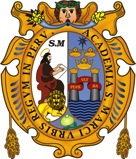 ACADEMIA S. MARCI VRBIS REGVM IN PERV
S.M